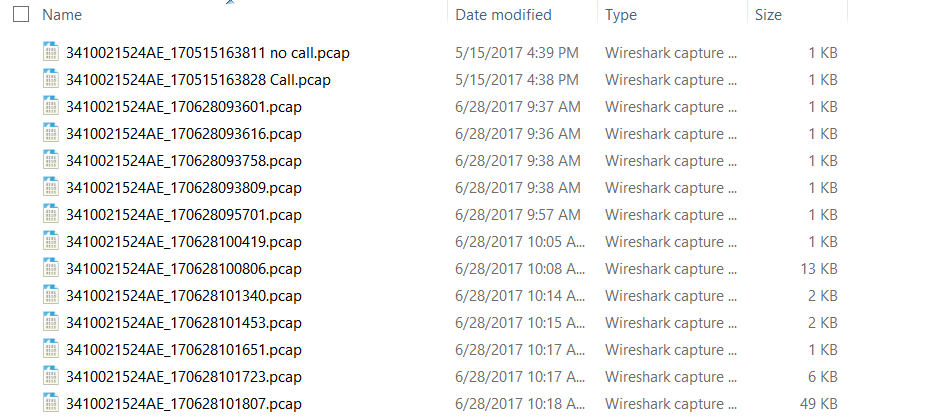 Name Date modified Type Size
3410021524AE_170515163811 no call.pcap 5/15/2017 4:39 PM Wireshark capture ... 1 KB
3410021524AE_170515163828 Call.pcap 5/15/2017 4:38 PM Wireshark capture ... 1 KB
3410021524AE_170628093601.pcap 6/28/2017 9:37 AM Wireshark capture ... 1 KB
3410021524AE_170628093616.pcap 6/28/2017 9:36 AM Wireshark capture ... 1 KB
3410021524AE_170628093758.pcap 6/28/2017 9:38 AM Wireshark capture ... 1 KB
3410021524AE_170628093809.pcap 6/28/2017 9:38 AM Wireshark capture ... 1 KB
3410021524AE_170628095701.pcap 6/28/2017 9:57 AM Wireshark capture ... 1 KB
3410021524AE_170628100419.pcap 6/28/2017 10:05 A... Wireshark capture ... 1 KB
3410021524AE_170628100806.pcap 6/28/2017 10:08 A... Wireshark capture ... 13 KB
3410021524AE_170628101340.pcap 6/28/2017 10:14 A... Wireshark capture ... 2 KB
3410021524AE_170628101453.pcap 6/28/2017 10:15 A... Wireshark capture ... 2 KB
3410021524AE_170628101651.pcap 6/28/2017 10:17 A... Wireshark capture ... 1 KB
3410021524AE_170628101723.pcap 6/28/2017 10:17 A... Wireshark capture ... 6 KB
3410021524AE_170628101807.pcap 6/28/2017 10:18 A... Wireshark capture ... 49 KB